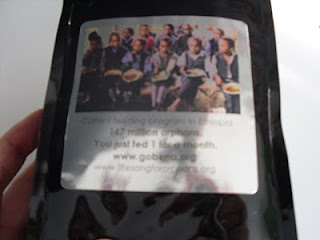 Current feeding program in Ethiopia
147 million orphans.
You just fed 1 for a month.
www.gobena.org
www.lifesongfororphans.org